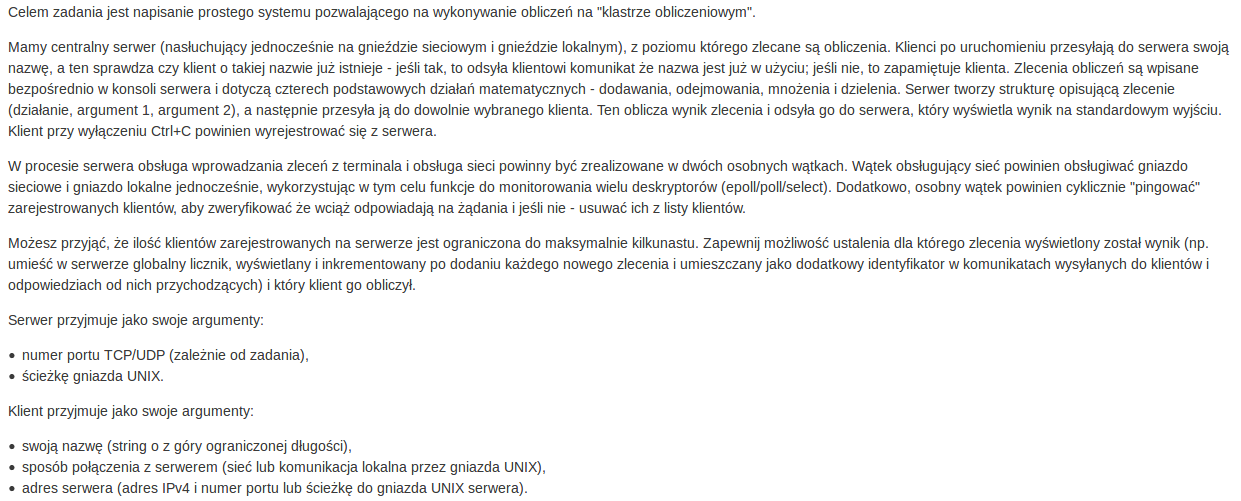 Celem zadania jest napisanie prostego systemu pozwalającego na wykonywanie obliczeń na "klastrze obliczeniowym".
Mamy centralny serwer (nasłuchujący jednocześnie na gnieździe sieciowym i gnieździe lokalnym), z poziomu którego zlecane są obliczenia. Klienci po uruchomieniu przesyłają do serwera swoją
nazwę, a ten sprawdza czy klient o takiej nazwie już istnieje - jeśli tak, to odsyła klientowi komunikat że nazwa jest już w użyciu; jeśli nie, to zapamiętuje klienta. Zlecenia obliczeń są wpisane
bezpośrednio w konsoli serwera i dotyczą czterech podstawowych działań matematycznych - dodawania, odejmowania, mnożenia i dzielenia. Serwer tworzy strukturę opisującą zlecenie
(działanie, argument 1, argument 2), a następnie przesyła ją do dowolnie wybranego klienta. Ten oblicza wynik zlecenia i odsyła go do serwera, który wyświetla wynik na standardowym wyjściu.
Klient przy wyłączeniu Ctrl+C powinien wyrejestrować się z serwera.
W procesie serwera obsługa wprowadzania zleceń z terminala i obsługa sieci powinny być zrealizowane w dwóch osobnych wątkach. Wątek obsługujący sieć powinien obsługiwać gniazdo
sieciowe i gniazdo lokalne jednocześnie, wykorzystując w tym celu funkcje do monitorowania wielu deskryptorów (epoll/poll/select). Dodatkowo, osobny wątek powinien cyklicznie "pingować"
zarejestrowanych klientów, aby zweryfikować że wciąż odpowiadają na żądania i jeśli nie - usuwać ich z listy klientów.
Możesz przyjąć, że ilość klientów zarejestrowanych na serwerze jest ograniczona do maksymalnie kilkunastu. Zapewnij możliwość ustalenia dla którego zlecenia wyświetlony został wynik (np.
umieść w serwerze globalny licznik, wyświetlany i inkrementowany po dodaniu każdego nowego zlecenia i umieszczany jako dodatkowy identyfikator w komunikatach wysyłanych do klientów i
odpowiedziach od nich przychodzących) i który klient go obliczył.
Serwer przyjmuje jako swoje argumenty:
• numer portu TCP/UDP (zależnie od zadania),
• ścieżkę gniazda UNIX.
Klient przyjmuje jako swoje argumenty:
• swoją nazwę (string o z góry ograniczonej długości),
• sposób połączenia z serwerem (sieć lub komunikacja lokalna przez gniazda UNIX),
• adres serwera (adres IPv4 i numer portu lub ścieżkę do gniazda UNIX serwera).